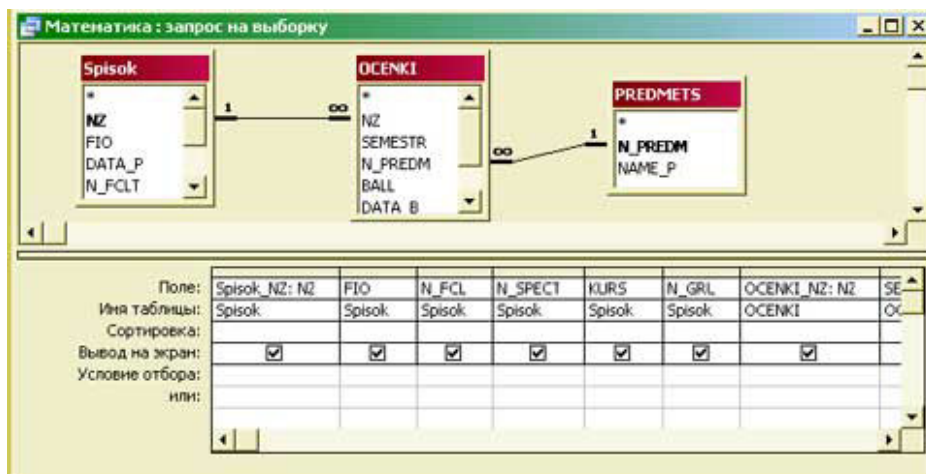 Математика : запрос на выборку
Spisok
*
NZ
FIO
DATA_P
N_FCLT
1
∞
OCENKI
*
NZ
SEMESTR
N_PREDM
BALL
DATA_B
∞
1
PREDMETS
*
N_PREDM
NAME_P
Поле: Spisok_NZ: NZ FIO N_FCL N_SPECT KURS N_GRL OCENKI_NZ: NZ SE
Имя таблицы: Spisok Spisok Spisok Spisok Spisok Spisok OCENKI OC
Сортировка:
Вывод на экран:
Условие отбора:
или: